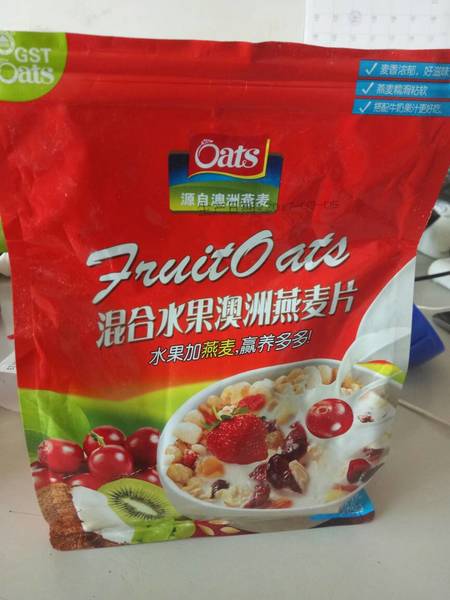 GST
Oats
麦香浓郁，好滋味
燕麦糯滑粘软
搭配牛奶果汁更好吃
Oats
源自澳洲燕麦
FruitOats
混合水果澳洲燕麦片
水果加燕麦,赢养多多!